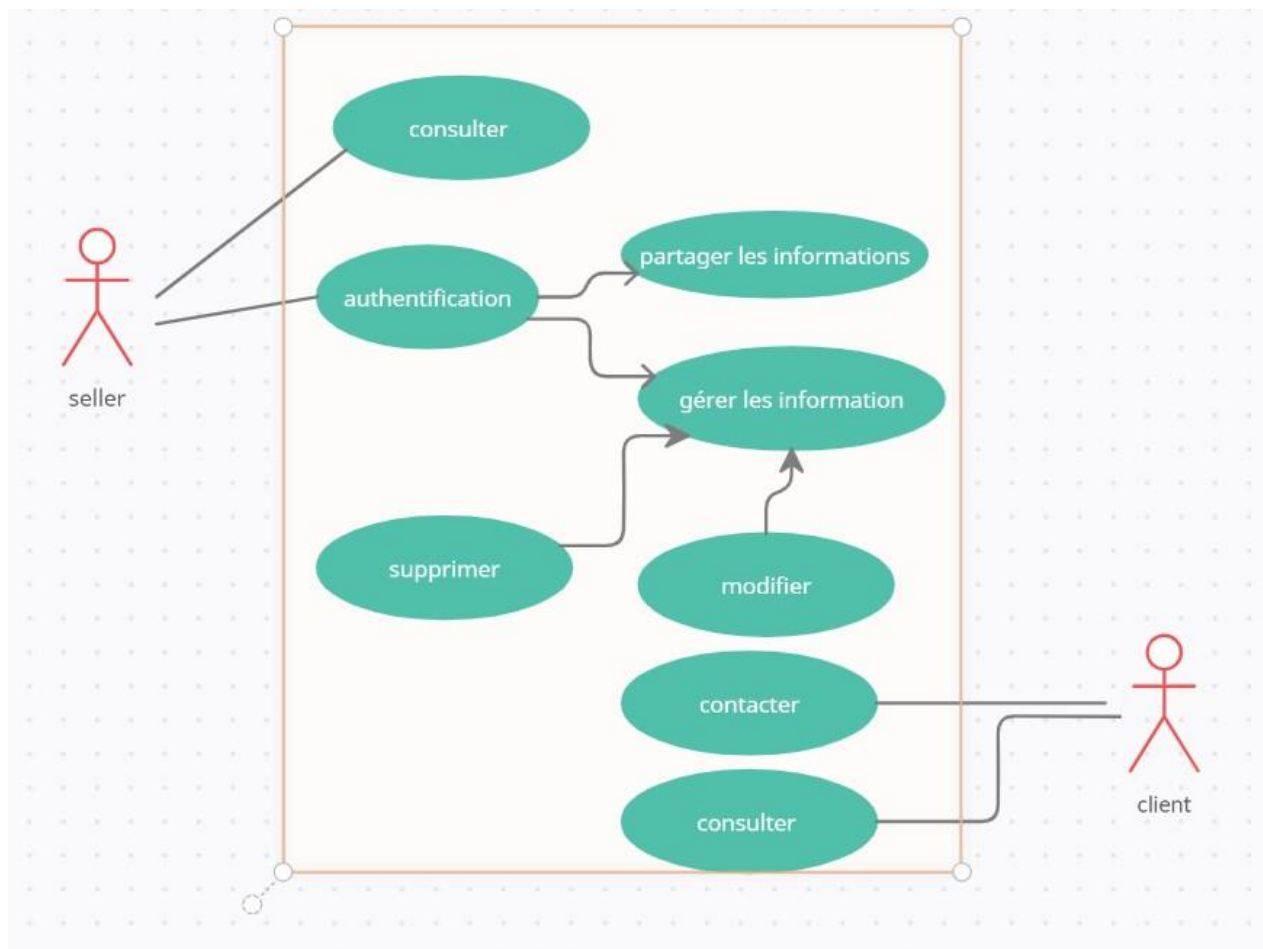 consulter
partager les informations
authentification
seller
gérer les information
supprimer
modifier
contacter
client
consulter